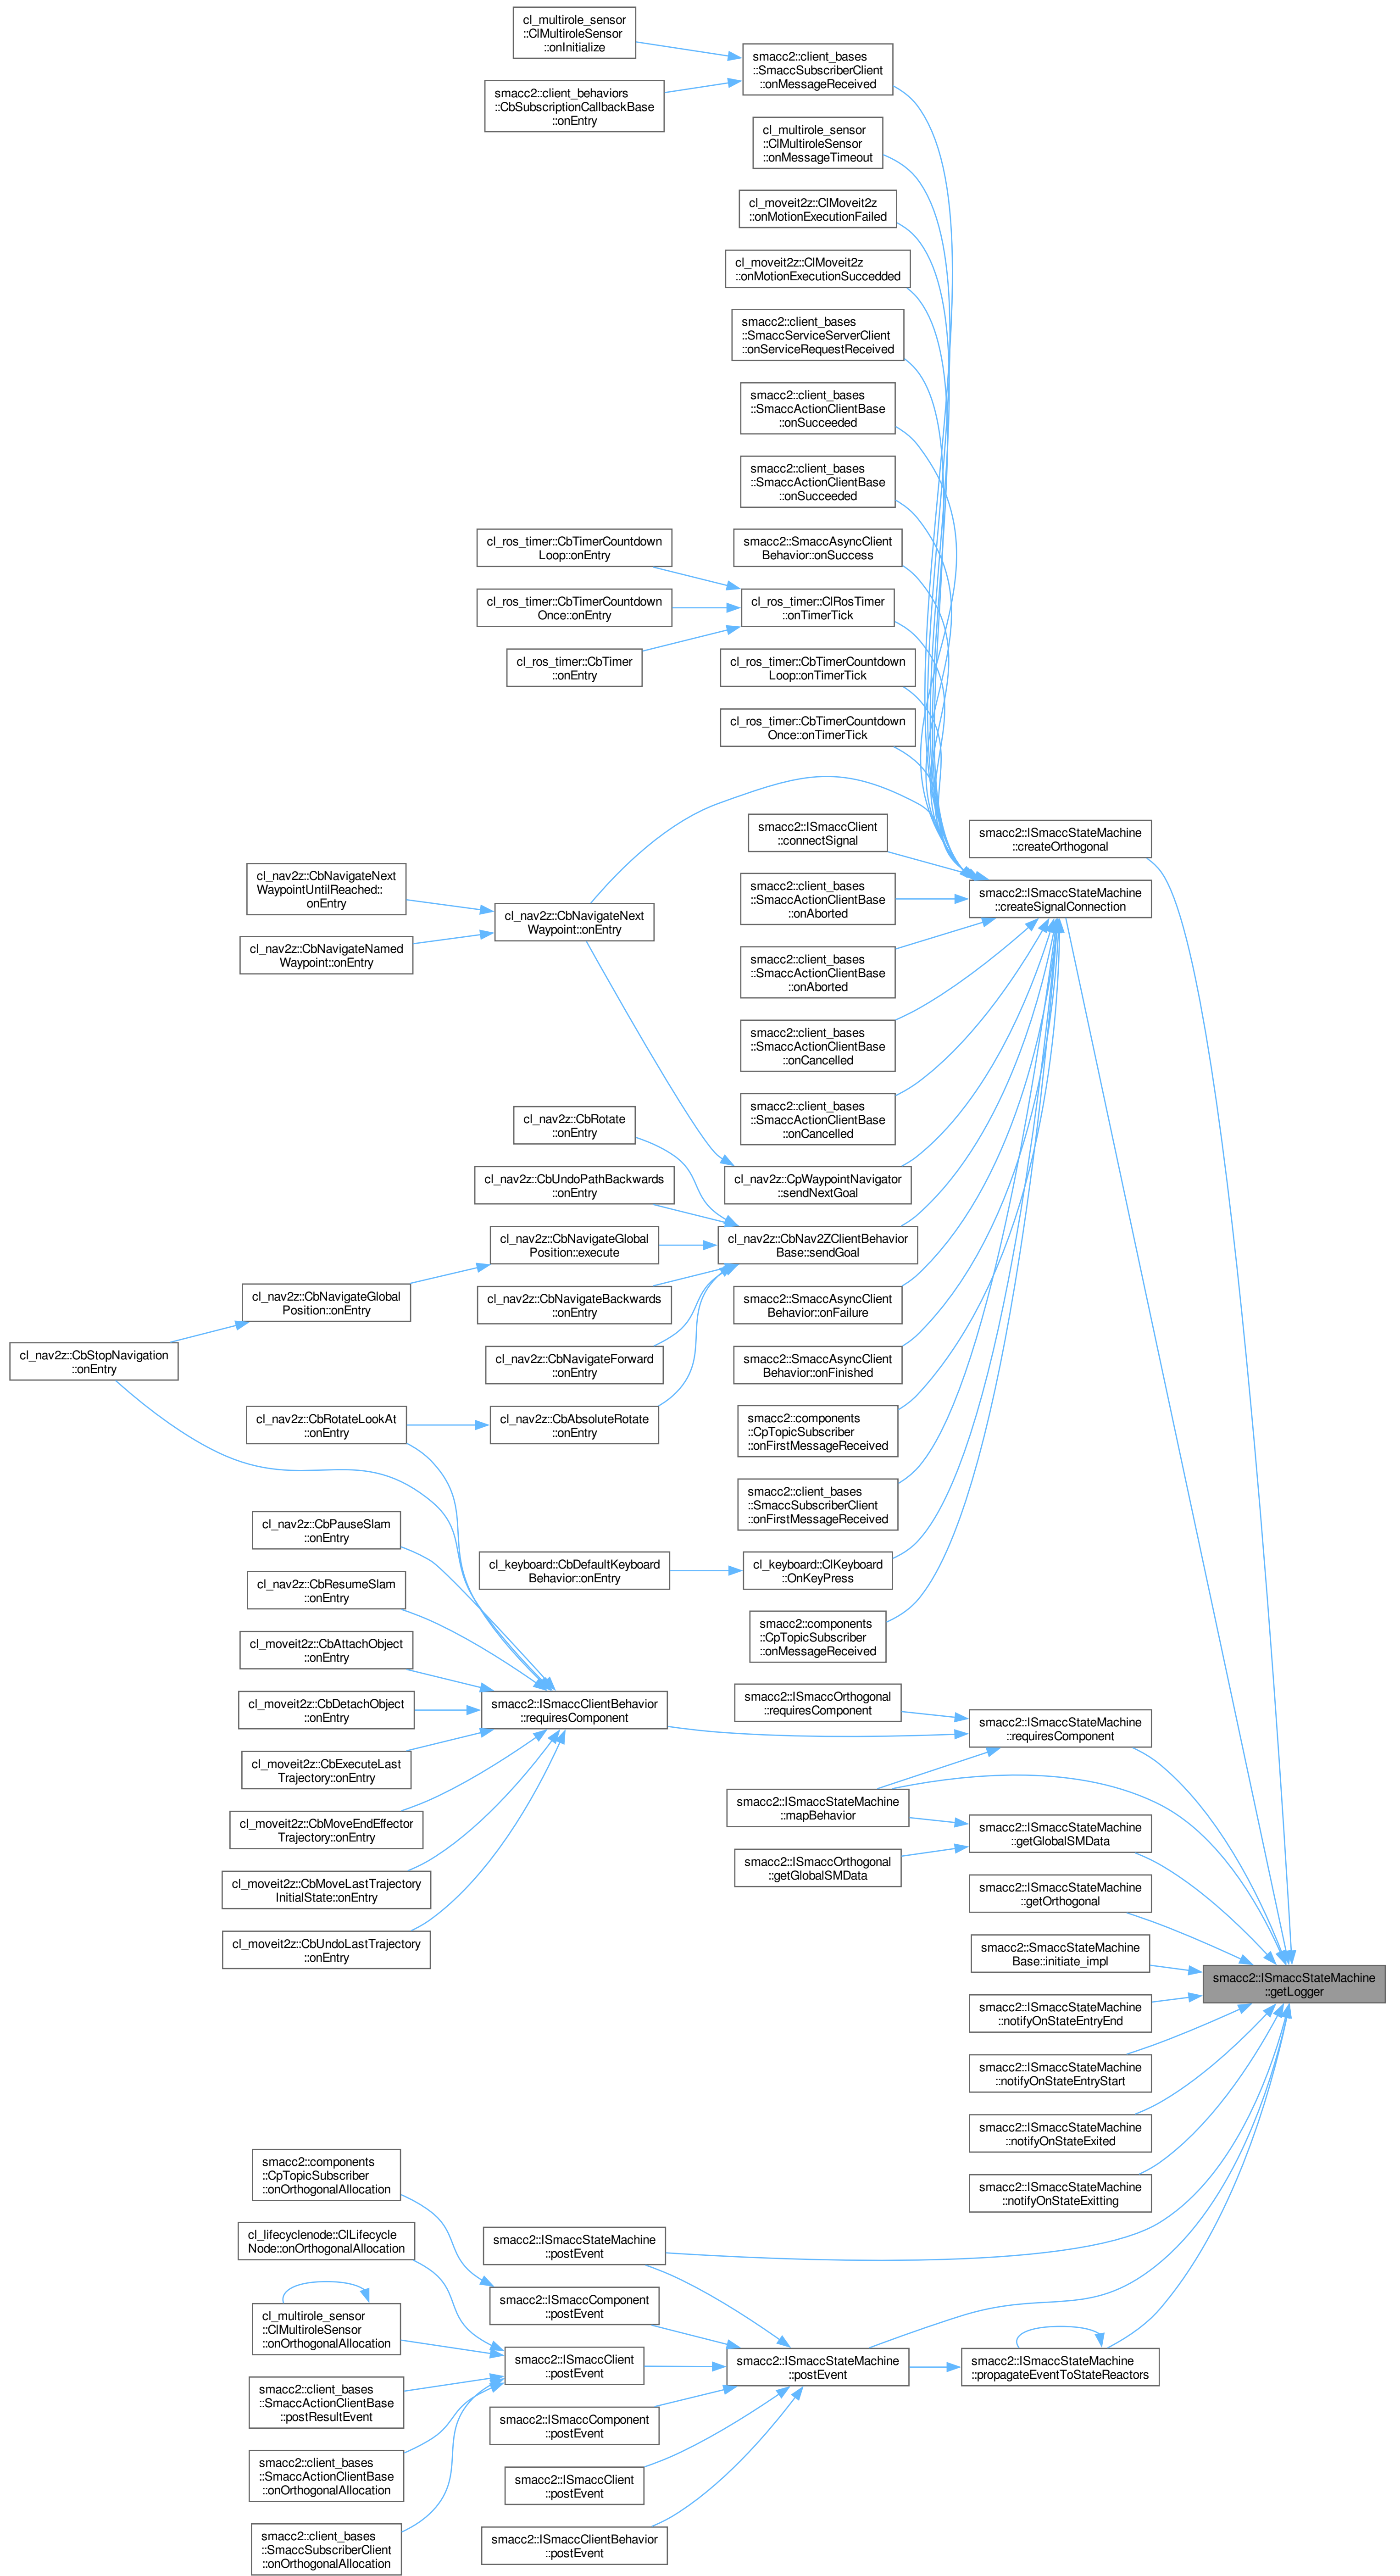 cl_multirole_sensor
::ClMultiroleSensor
::onInitialize
smacc2::client_bases
::SmaccSubscriberClient
::onMessageReceived
smacc2::client_behaviors
::CbSubscriptionCallbackBase
::onEntry
cl_multirole_sensor
::ClMultiroleSensor
::onMessageTimeout
cl_moveit2z::ClMoveit2z
::onMotionExecutionFailed
cl_moveit2z::ClMoveit2z
::onMotionExecutionSuccedded
smacc2::client_bases
::SmaccServiceServerClient
::onServiceRequestReceived
smacc2::client_bases
::SmaccActionClientBase
::onSucceeded
smacc2::client_bases
::SmaccActionClientBase
::onSucceeded
cl_ros_timer::CbTimerCountdown
Loop::onEntry
smacc2::SmaccAsyncClient
Behavior::onSuccess
cl_ros_timer::CbTimerCountdown
Once::onEntry
cl_ros_timer::ClRosTimer
::onTimerTick
cl_ros_timer::CbTimer
::onEntry
cl_ros_timer::CbTimerCountdown
Loop::onTimerTick
cl_ros_timer::CbTimerCountdown
Once::onTimerTick
smacc2::ISmaccClient
::connectSignal
smacc2::ISmaccStateMachine
::createOrthogonal
cl_nav2z::CbNavigateNext
WaypointUntilReached::
onEntry
smacc2::client_bases
::SmaccActionClientBase
::onAborted
smacc2::ISmaccStateMachine
::createSignalConnection
cl_nav2z::CbNavigateNext
Waypoint::onEntry
cl_nav2z::CbNavigateNamed
Waypoint::onEntry
smacc2::client_bases
::SmaccActionClientBase
::onAborted
smacc2::client_bases
::SmaccActionClientBase
::onCancelled
smacc2::client_bases
::SmaccActionClientBase
::onCancelled
cl_nav2z::CbRotate
::onEntry
cl_nav2z::CbUndoPathBackwards
::onEntry
cl_nav2z::CpWaypointNavigator
::sendNextGoal
cl_nav2z::CbNavigateGlobal
Position::execute
cl_nav2z::CbNav2ZClientBehavior
Base::sendGoal
cl_nav2z::CbNavigateGlobal
Position::onEntry
cl_nav2z::CbNavigateBackwards
::onEntry
smacc2::SmaccAsyncClient
Behavior::onFailure
cl_nav2z::CbStopNavigation
::onEntry
cl_nav2z::CbNavigateForward
::onEntry
smacc2::SmaccAsyncClient
Behavior::onFinished
cl_nav2z::CbRotateLookAt
::onEntry
cl_nav2z::CbAbsoluteRotate
::onEntry
smacc2::components
::CpTopicSubscriber
::onFirstMessageReceived
smacc2::client_bases
::SmaccSubscriberClient
::onFirstMessageReceived
cl_nav2z::CbPauseSlam
::onEntry
cl_keyboard::CbDefaultKeyboard
Behavior::onEntry
cl_keyboard::ClKeyboard
::OnKeyPress
cl_nav2z::CbResumeSlam
::onEntry
smacc2::components
::CpTopicSubscriber
::onMessageReceived
cl_moveit2z::CbAttachObject
::onEntry
cl_moveit2z::CbDetachObject
::onEntry
smacc2::ISmaccClientBehavior
::requiresComponent
smacc2::ISmaccOrthogonal
::requiresComponent
smacc2::ISmaccStateMachine
::requiresComponent
cl_moveit2z::CbExecuteLast
Trajectory::onEntry
smacc2::ISmaccStateMachine
::mapBehavior
cl_moveit2z::CbMoveEndEffector
Trajectory::onEntry
smacc2::ISmaccStateMachine
::getGlobalSMData
cl_moveit2z::CbMoveLastTrajectory
InitialState::onEntry
smacc2::ISmaccOrthogonal
::getGlobalSMData
smacc2::ISmaccStateMachine
::getOrthogonal
cl_moveit2z::CbUndoLastTrajectory
::onEntry
smacc2::SmaccStateMachine
Base::initiate_impl
smacc2::ISmaccStateMachine
::getLogger
smacc2::ISmaccStateMachine
::notifyOnStateEntryEnd
smacc2::ISmaccStateMachine
::notifyOnStateEntryStart
smacc2::ISmaccStateMachine
::notifyOnStateExited
smacc2::ISmaccStateMachine
::notifyOnStateExitting
smacc2::components
::CpTopicSubscriber
::onOrthogonalAllocation
cl_lifecyclenode::ClLifecycle
Node::onOrthogonalAllocation
smacc2::ISmaccStateMachine
::postEvent
cl_multirole_sensor
::ClMultiroleSensor
::onOrthogonalAllocation
smacc2::ISmaccComponent
::postEvent
smacc2::ISmaccClient
::postEvent
smacc2::ISmaccStateMachine
::postEvent
smacc2::ISmaccStateMachine
::propagateEventToStateReactors
smacc2::client_bases
::SmaccActionClientBase
::postResultEvent
smacc2::ISmaccComponent
::postEvent
smacc2::client_bases
::SmaccActionClientBase
::onOrthogonalAllocation
smacc2::ISmaccClient
::postEvent
smacc2::client_bases
::SmaccSubscriberClient
::onOrthogonalAllocation
smacc2::ISmaccClientBehavior
::postEvent